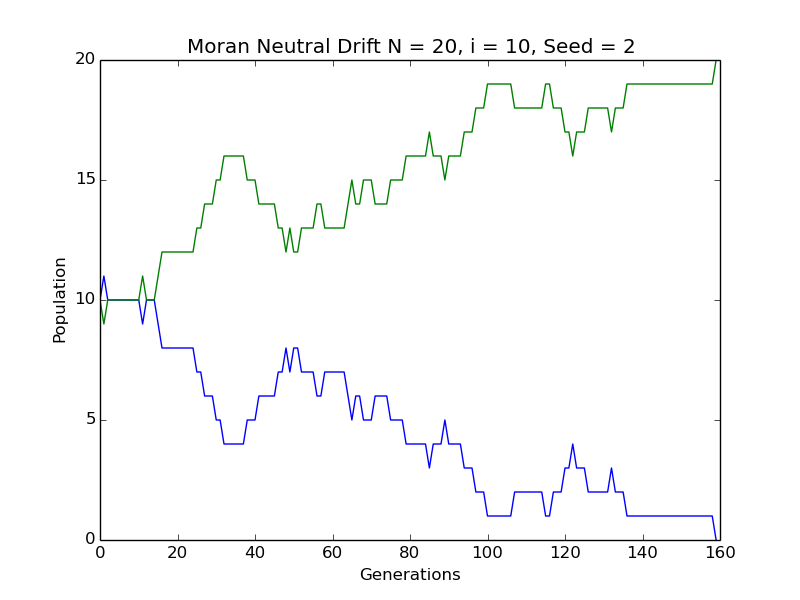 Moran Neutral Drift N = 20, i = 10, Seed = 2
20
15
10
5
0
Population
0 20 40 60 80 100 120 140 160
Generations